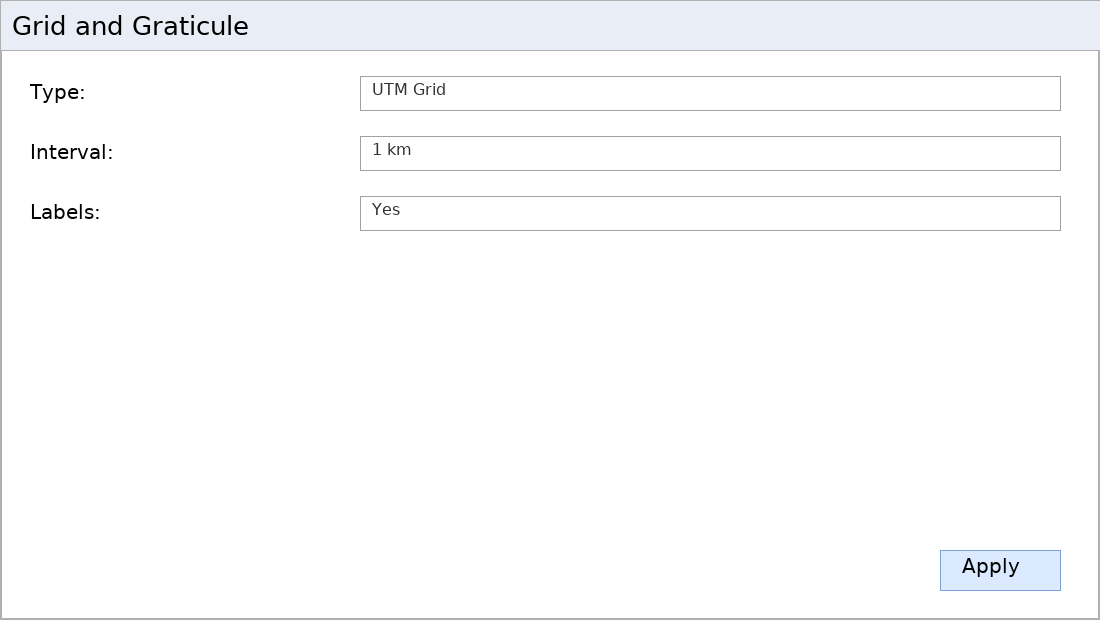 Grid and Graticule
Type: UTM Grid
Interval: 1 km
Labels: Yes
Apply